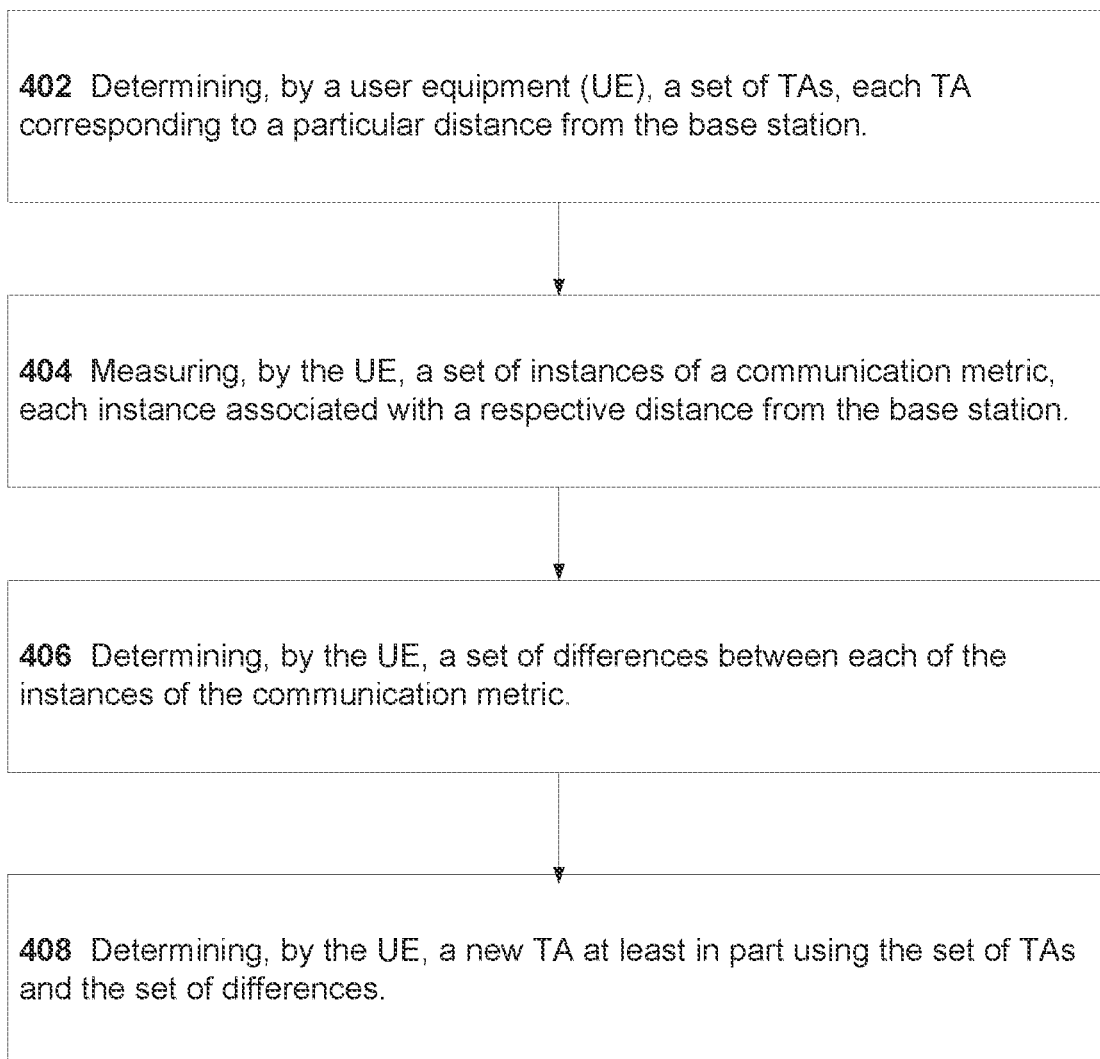 402 Determining, by a user equipment (UE), a set of TAs, each TA
corresponding to a particular distance from the base station.
404 Measuring, by the UE, a set of instances of a communication metric,
each instance associated with a respective distance from the base station.
406 Determining, by the UE, a set of differences between each of the
instances of the communication metric.
408 Determining, by the UE, a new TA at least in part using the set of TAs
and the set of differences.